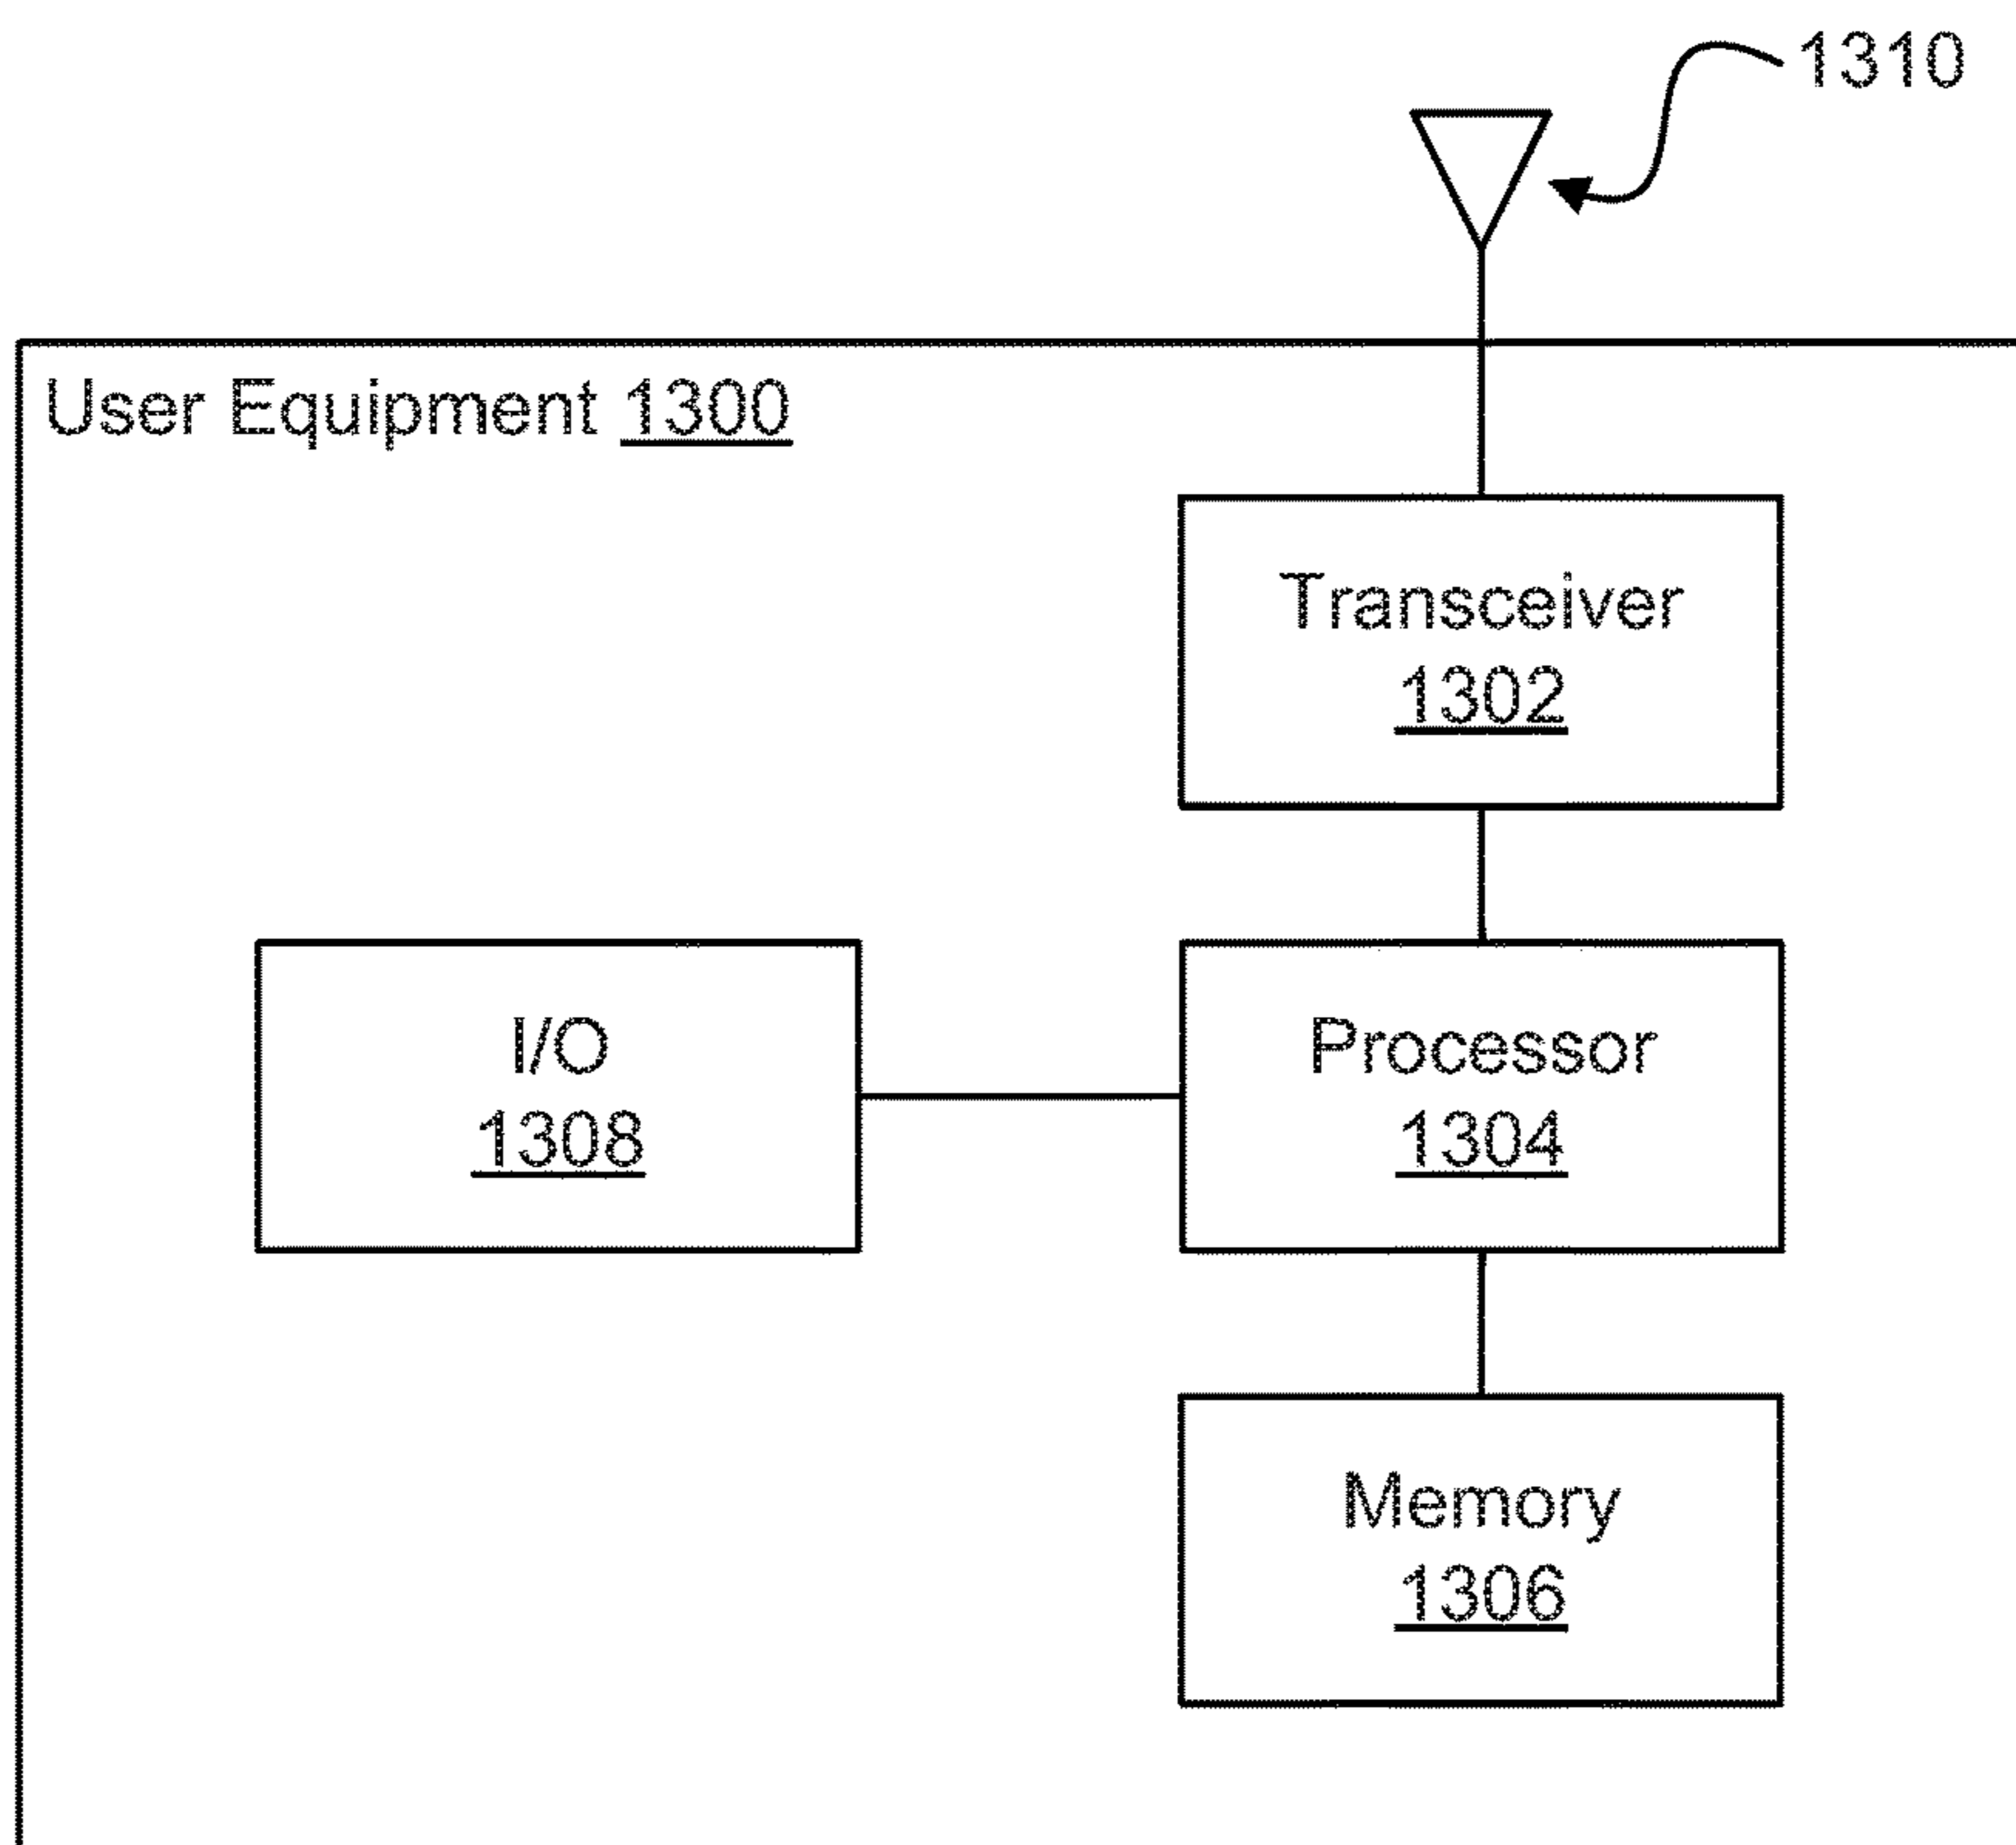 1310
User Equipment 1300
Transceiver
1302
I/O
1308
Processor
1304
Memory
1306